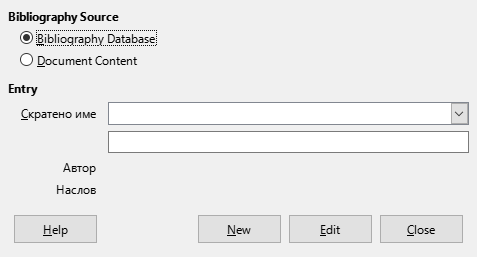 Bibliography Source
Bibliography Database
Document Content
Entry
Скратено име
Автор
Наслов
Help New Edit Close